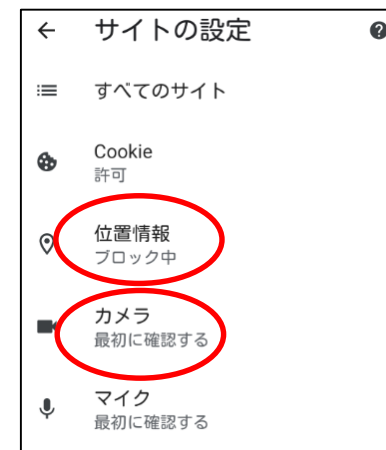 サイトの設定
すべてのサイト
Cookie
許可
位置情報
ブロック中
カメラ
最初に確認する
マイク
最初に確認する